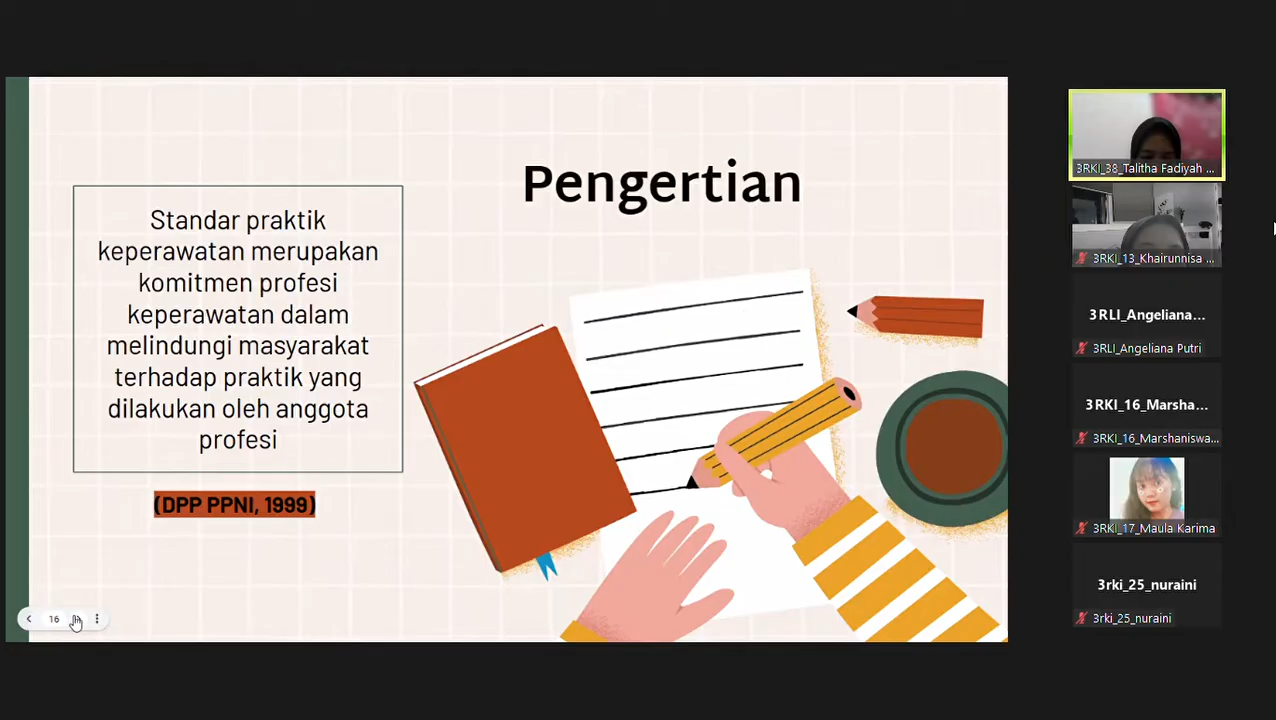 Pengertian
Standar praktik
keperawatan merupakan
komitmen profesi
keperawatan dalam
melindungi masyarakat
terhadap praktik yang
dilakukan oleh anggota
profesi
(DPP PPNI, 1999)
16
3RKI_38_Talitha Fadiyah ...
3RKI_13_Khairunnisa ...
3RLI_Angeliana...
3RLI_Angeliana Putri
3RKI_16_Marsha...
3RKI_16_Marshaniswa...
3RKI_17_Maula Karima
3rki_25_nuraini
3rki_25_nuraini